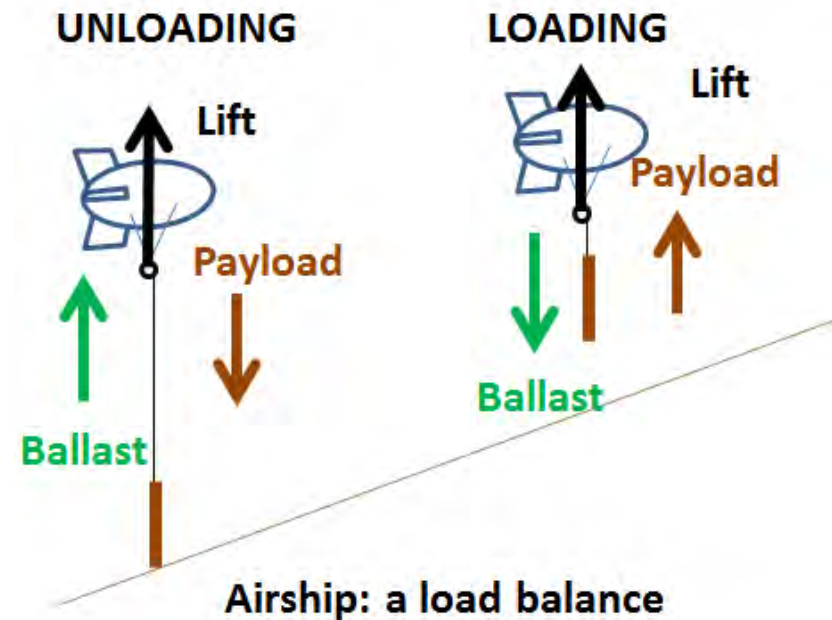 UNLOADING
Lift
Payload
Ballast
LOADING
Lift
Payload
Ballast
Airship: a load balance